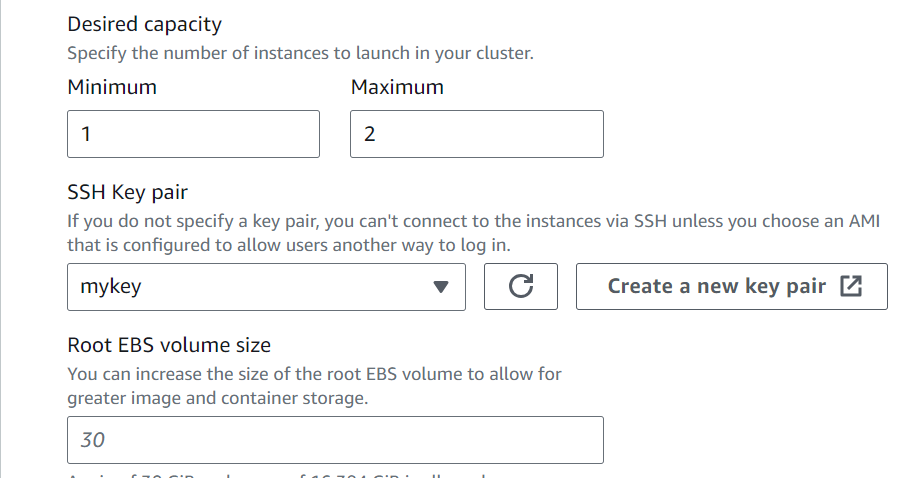 Desired capacity
Specify the number of instances to launch in your cluster.
Minimum Maximum
1 2
SSH Key pair
If you do not specify a key pair, you can't connect to the instances via SSH unless you choose an AMI
that is configured to allow users another way to log in.
mykey Create a new key pair
Root EBS volume size
You can increase the size of the root EBS volume to allow for
greater image and container storage.
30